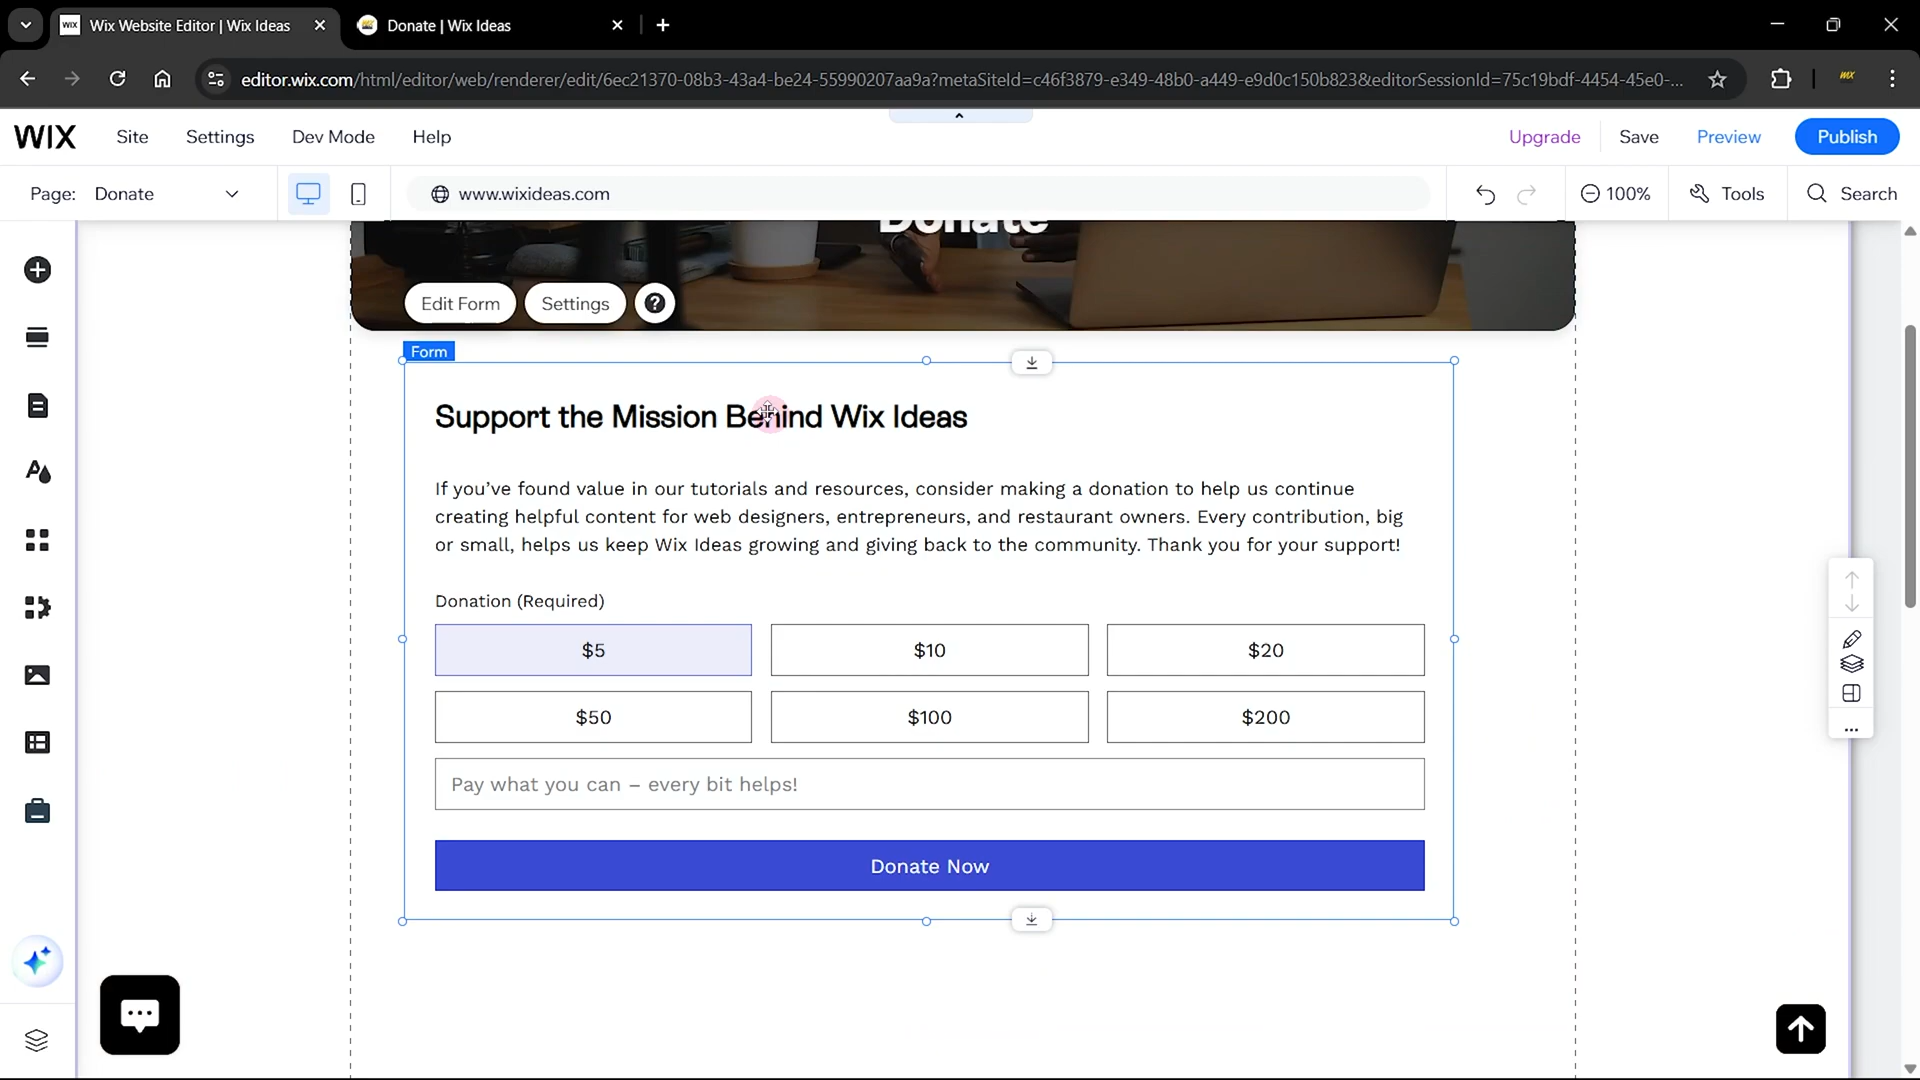 WIX Wix Website Editor | Wix Ideas
Donate | Wix Ideas
editor.wix.com/html/editor/web/renderer/edit/6ec21370-08b3-43a4-be24-55990207aa9a?metaSiteId=c46f3879-e349-48b0-a449-e9d0c150b823&editorSessionId=75c19bdf-4454-45e0-...
WIX Site Settings Dev Mode Help Upgrade Save Preview Publish
Page: Donate www.wixideas.com 100% Tools Search
Donate
Edit Form Settings ?
Form
Support the Mission Behind Wix Ideas
If you've found value in our tutorials and resources, consider making a donation to help us continue
creating helpful content for web designers, entrepreneurs, and restaurant owners. Every contribution, big
or small, helps us keep Wix Ideas growing and giving back to the community. Thank you for your support!
Donation (Required)
$5 $10 $20
$50 $100 $200
Pay what you can – every bit helps!
Donate Now